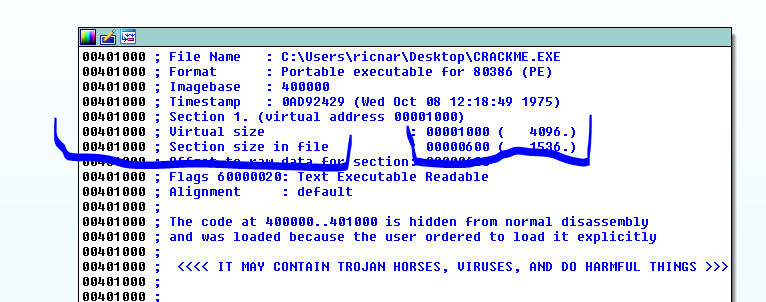 00401000 ; File Name   : C:\Users\ricnar\Desktop\CRACKME.EXE
00401000 ; Format      : Portable executable for 80386 (PE)
00401000 ; Imagebase   : 400000
00401000 ; Timestamp   : 0AD92429 (Wed Oct 08 12:18:49 1975)
00401000 ; Section 1. (virtual address 00001000)
00401000 ; Virtual size                  : 00001000 (   4096.)
00401000 ; Section size in file          : 00000600 (   1536.)
00401000 ; Offset to raw data for section: 00000600
00401000 ; Flags 60000020: Text Executable Readable
00401000 ; Alignment     : default
00401000 ;
00401000 ; The code at 400000..401000 is hidden from normal disassembly
00401000 ; and was loaded because the user ordered to load it explicitly
00401000 ;
00401000 ;  <<<< IT MAY CONTAIN TROJAN HORSES, VIRUSES, AND DO HARMFUL THINGS >>>
00401000 ;
00401000 ;